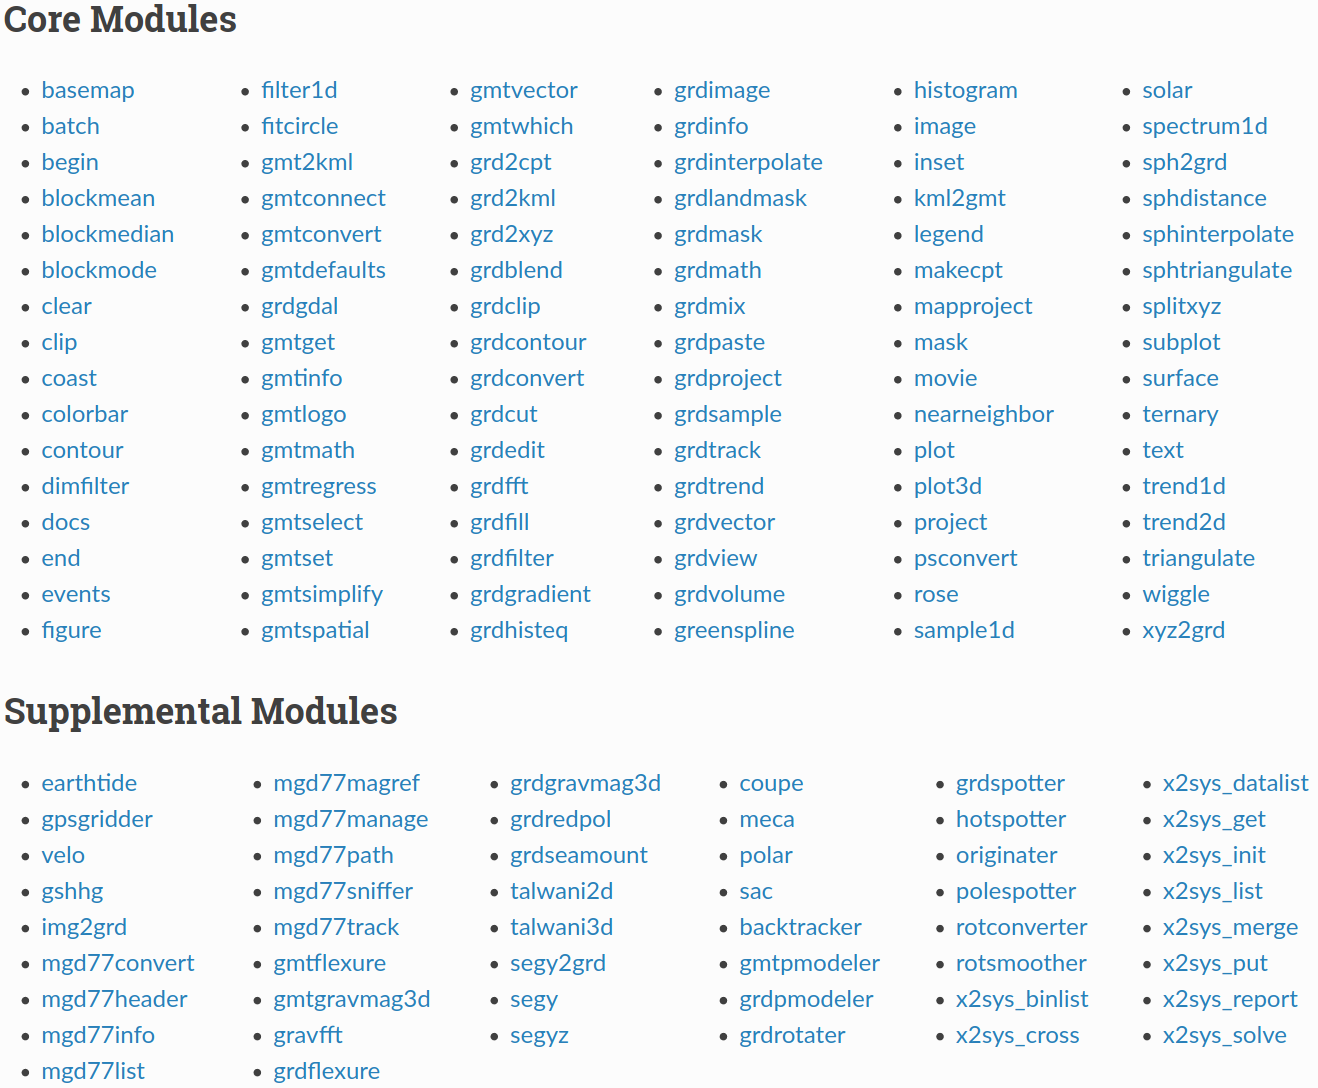 Core Modules
basemap
batch
begin
blockmean
blockmedian
blockmode
clear
clip
coast
colorbar
contour
dimfilter
docs
end
events
figure
filter1d
fitcircle
gmt2kml
gmtconnect
gmtconvert
gmtdefaults
grdgdal
gmtget
gmtinfo
gmtlogo
gmtmath
gmtregress
gmtselect
gmtset
gmtsimplify
gmtspatial
gmtvector
gmtwhich
grd2cpt
grd2kml
grd2xyz
grdblend
grdclip
grdcontour
grdconvert
grdcut
grdedit
grdfft
grdfill
grdfilter
grdgradient
grdhisteq
grdimage
grdinfo
grdinterpolate
grdlandmask
grdmask
grdmath
grdmix
grdpaste
grdproject
grdsample
grdtrack
grdtrend
grdvector
grdview
grdvolume
greenspline
histogram
image
inset
kml2gmt
legend
makecpt
mapproject
mask
movie
nearneighbor
plot
plot3d
project
psconvert
rose
sample1d
solar
spectrum1d
sph2grd
sphdistance
sphinterpolate
sphtriangulate
splitxyz
subplot
surface
ternary
text
trend1d
trend2d
triangulate
wiggle
xyz2grd
Supplemental Modules
earthtide
gpsgridder
velo
gshhg
img2grd
mgd77convert
mgd77header
mgd77info
mgd77list
mgd77magref
mgd77manage
mgd77path
mgd77sniffer
mgd77track
gmtflexure
gmtgravmag3d
gravfft
grdflexure
grdgravmag3d
grdredpol
grdseamount
talwani2d
talwani3d
segy2grd
segy
segyz
coupe
meca
polar
sac
backtracker
gmtpmodeler
grdpmodeler
grdrotater
grdspotter
hotspotter
originater
polespotter
rotconverter
rotsmoother
x2sys_binlist
x2sys_cross
x2sys_datalist
x2sys_get
x2sys_init
x2sys_list
x2sys_merge
x2sys_put
x2sys_report
x2sys_solve